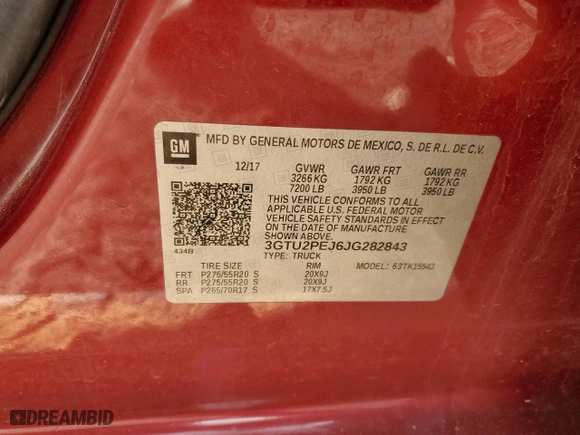 GM
MFD BY GENERAL MOTORS DE MEXICO, S. DE R.L. DE C.V.
12/17 GVWR GAWR FRT GAWR RR
3266 KG 1792 KG 1792 KG
7200 LB 3950 LB 3950 LB
THIS VEHICLE CONFORMS TO ALL
APPLICABLE U.S. FEDERAL MOTOR
VEHICLE SAFETY STANDARDS IN EFFECT
ON THE DATE OF MANUFACTURE
SHOWN ABOVE.
434B 3GTU2PEJ6JG282843
TYPE: TRUCK
TIRE SIZE RIM MODEL: 63TK15543
FRT P275/55R20 S 20X9J
RR P275/55R20 S 20X9J
SPA P265/70R17 S 17X7.5J
DREAMBID